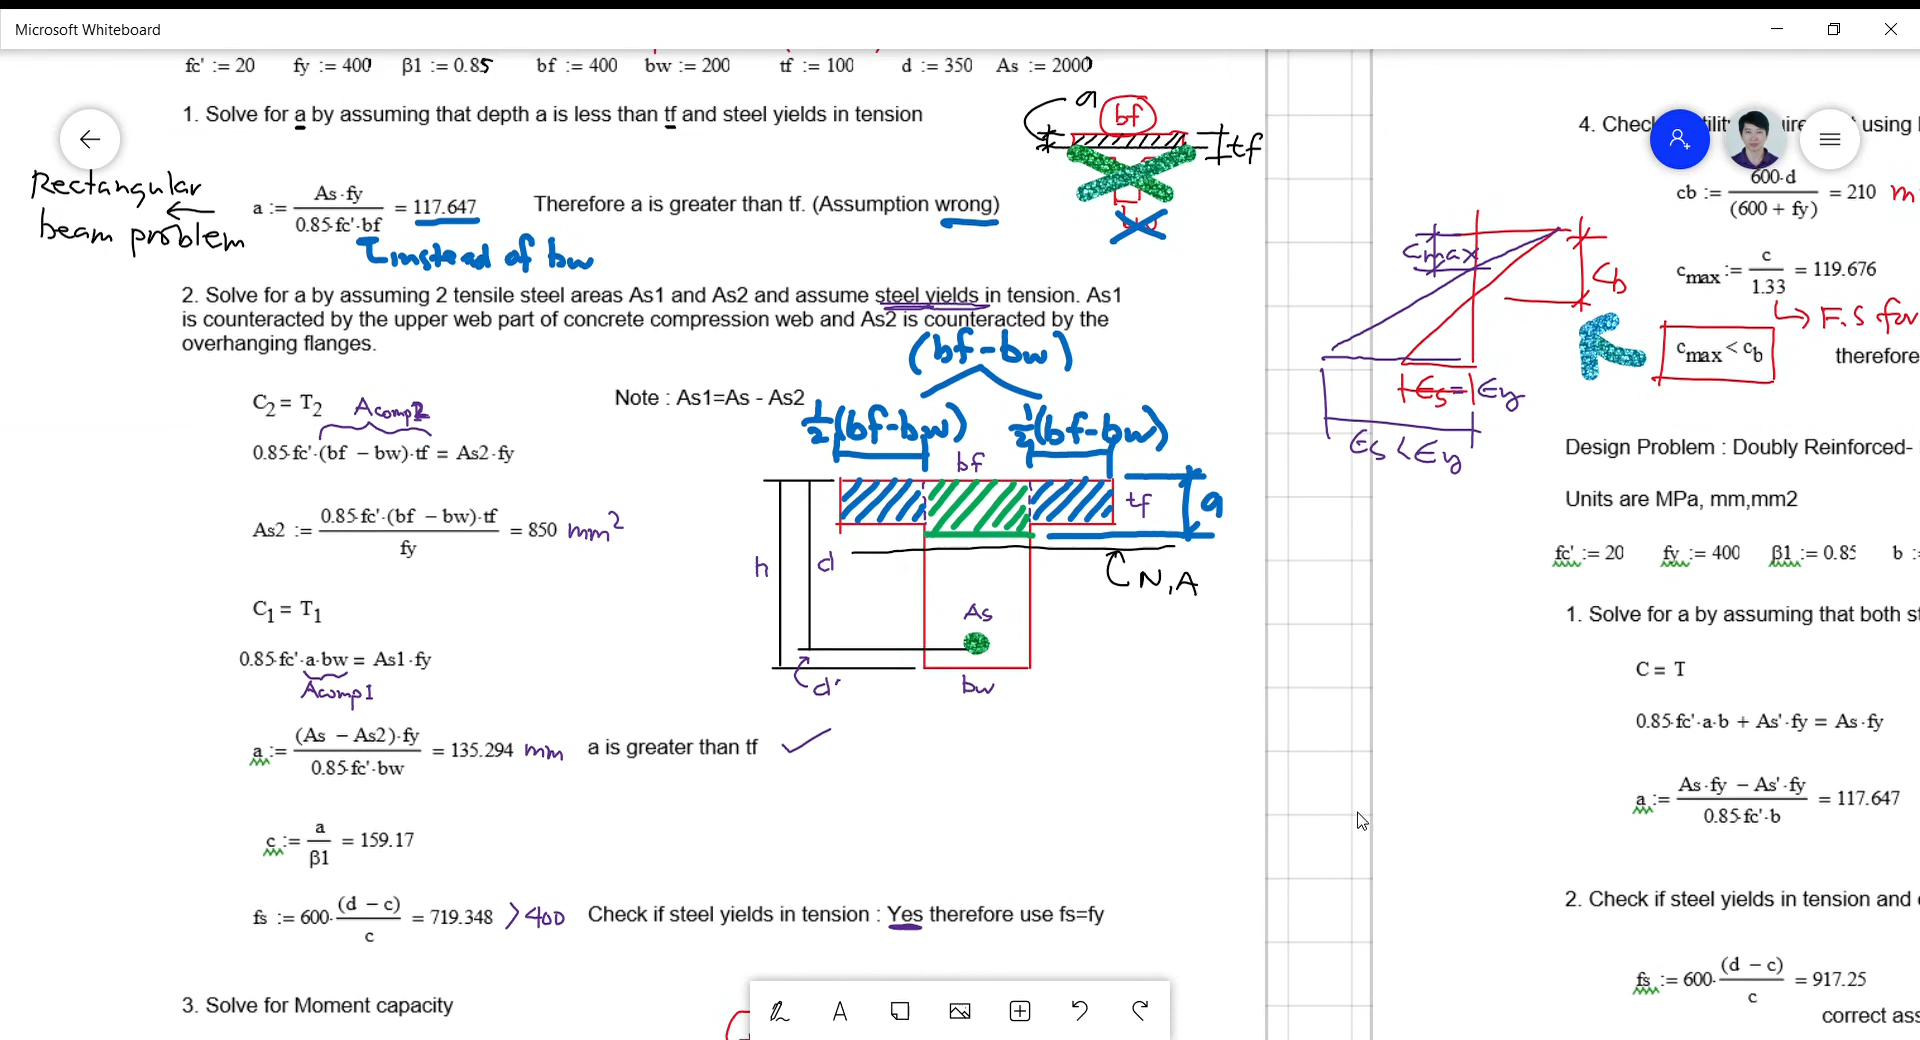 Microsoft Whiteboard
fc' := 20 fy := 400 β1 := 0.85 bf := 400 bw := 200 tf := 100 d := 350 As := 2000
1. Solve for a by assuming that depth a is less than tf and steel yields in tension
a bf tf
Rectangular
beam problem
a := As·fy / 0.85·fc'·bf = 117.647 Therefore a is greater than tf. (Assumption wrong)
instead of bw
2. Solve for a by assuming 2 tensile steel areas As1 and As2 and assume steel yields in tension. As1
is counteracted by the upper web part of concrete compression web and As2 is counteracted by the
overhanging flanges.
(bf-bw)
C2 = T2 Acomp2 Note : As1=As - As2
1/2(bf-bw) 1/2(bf-bw)
0.85·fc'·(bf − bw)·tf = As2·fy
bf
tf a
As2 := 0.85·fc'·(bf − bw)·tf / fy = 850 mm²
h d N.A
C1 = T1
As
0.85·fc'·a·bw = As1·fy
Acomp1
d' bw
a := (As − As2)·fy / 0.85·fc'·bw = 135.294 mm a is greater than tf ✓
c := a / β1 = 159.17
fs := 600·(d − c) / c = 719.348 >400 Check if steel yields in tension : Yes therefore use fs=fy
3. Solve for Moment capacity
4. Chec using
cb := 600·d / (600 + fy) = 210 m
cmax cb
cmax := c / 1.33 = 119.676
F.S for
cmax < cb therefore
Es = Ey
Es < Ey
Design Problem : Doubly Reinforced-
Units are MPa, mm,mm2
fc' := 20 fy := 400 β1 := 0.85 b :
1. Solve for a by assuming that both st
C = T
0.85·fc'·a·b + As'·fy = As·fy
a := As·fy − As'·fy / 0.85·fc'·b = 117.647
2. Check if steel yields in tension and
fs := 600·(d − c) / c = 917.25
correct ass